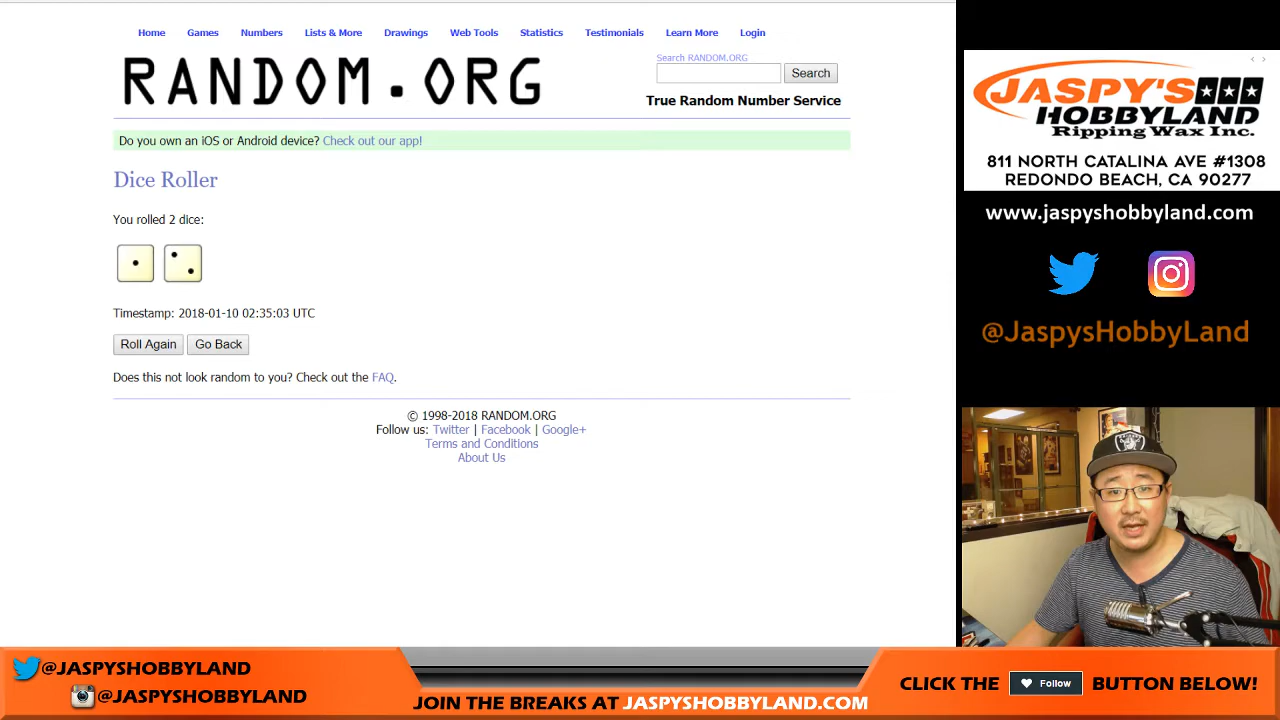 Home Games Numbers Lists & More Drawings Web Tools Statistics Testimonials Learn More Login
RANDOM.ORG
Search RANDOM.ORG
Search
True Random Number Service
Do you own an iOS or Android device? Check out our app!
Dice Roller
You rolled 2 dice:
Timestamp: 2018-01-10 02:35:03 UTC
Roll Again Go Back
Does this not look random to you? Check out the FAQ.
© 1998-2018 RANDOM.ORG
Follow us: Twitter | Facebook | Google+
Terms and Conditions
About Us
JASPY'S
HOBBYLAND
Ripping Wax Inc.
811 NORTH CATALINA AVE #1308
REDONDO BEACH, CA 90277
www.jaspyshobbyland.com
@JaspysHobbyLand
RAIDERS
@JASPYSHOBBYLAND
@JASPYSHOBBYLAND
JOIN THE BREAKS AT JASPYSHOBBYLAND.COM
CLICK THE Follow BUTTON BELOW!